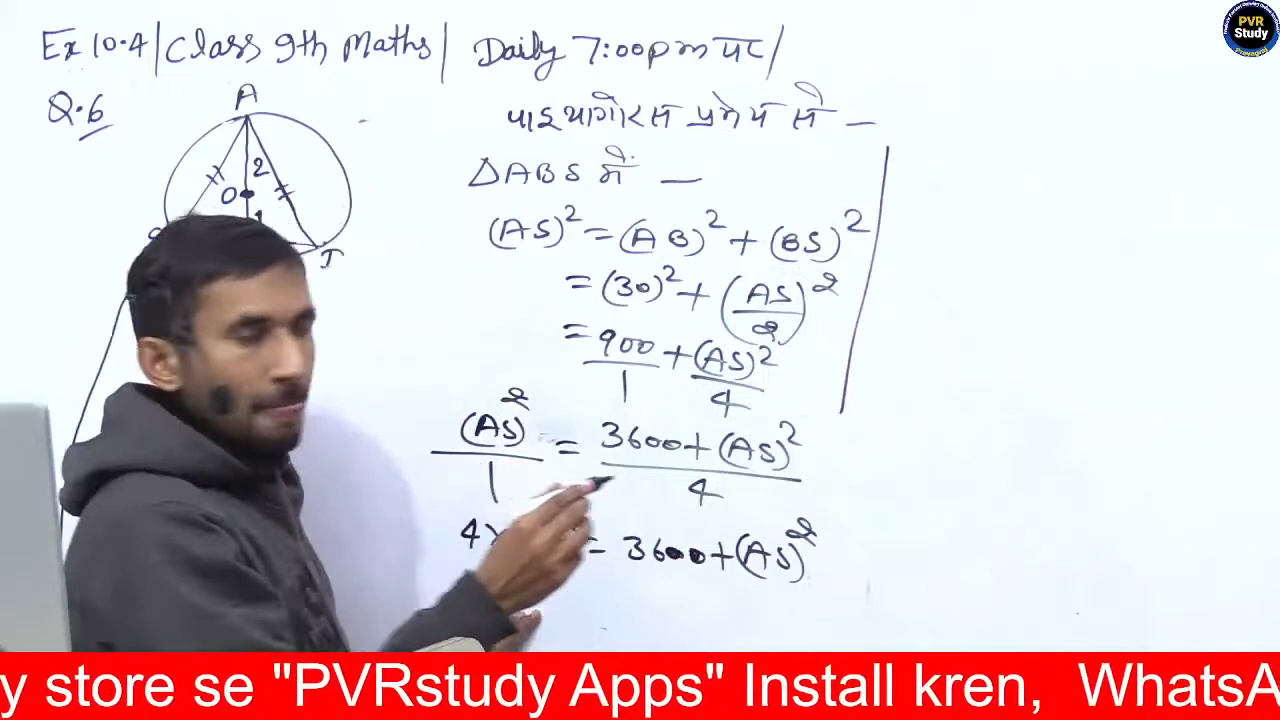 Ex 10.4 | Class 9th Maths | Daily 7:00pm पर |
Q.6
A
2
O
1
J
पाइथागोरस प्रमेय से —
△ABS में —
(AS)² = (AB)² + (BS)²
= (30)² + (AS/2)²
= 900/1 + (AS)²/4
(AS)²/1 = 3600+(AS)²/4
4× = 3600+(AS)²
PVR Study
Prayagraj
y store se "PVRstudy Apps" Install kren, WhatsA